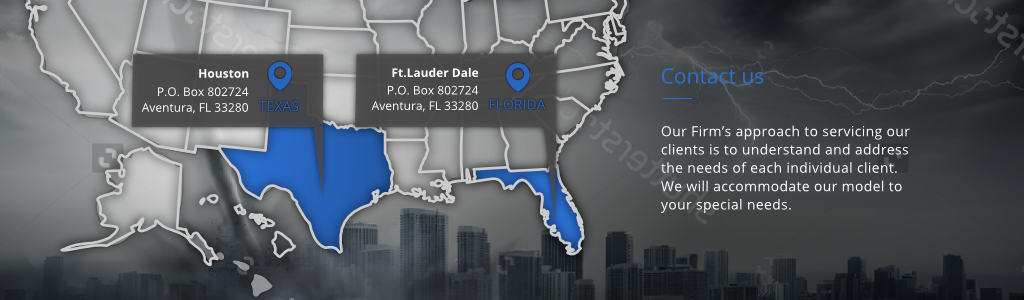 Houston
P.O. Box 802724
Aventura, FL 33280
TEXAS
Ft.Lauder Dale
P.O. Box 802724
Aventura, FL 33280
FLORIDA
Contact us
Our Firm's approach to servicing our
clients is to understand and address
the needs of each individual client.
We will accommodate our model to
your special needs.